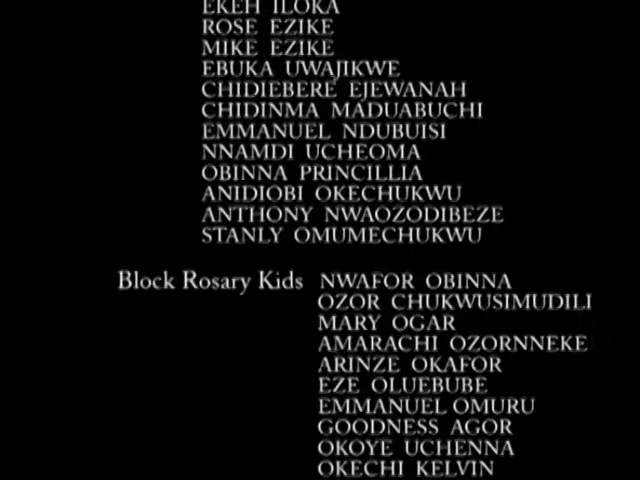 EKEH ILOKA
ROSE EZIKE
MIKE EZIKE
EBUKA UWAJIKWE
CHIDIEBERE EJEWANAH
CHIDINMA MADUABUCHI
EMMANUEL NDUBUISI
NNAMDI UCHEOMA
OBINNA PRINCILLIA
ANIDIOBI OKECHUKWU
ANTHONY NWAOZODIBEZE
STANLY OMUMECHUKWU
Block Rosary Kids NWAFOR OBINNA
OZOR CHUKWUSIMUDILI
MARY OGAR
AMARACHI OZORNNEKE
ARINZE OKAFOR
EZE OLUEBUBE
EMMANUEL OMURU
GOODNESS AGOR
OKOYE UCHENNA
OKECHI KELVIN